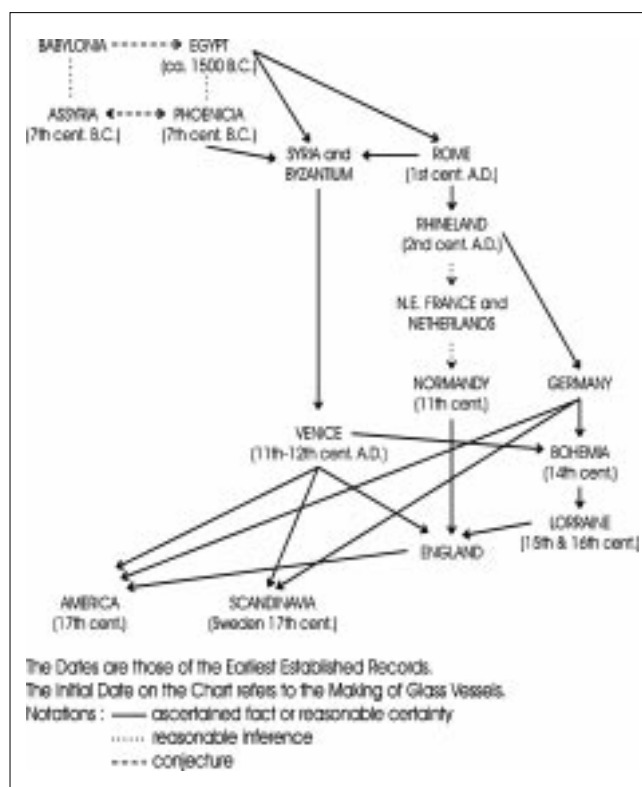 BABYLONIA EGYPT
(ca. 1500 B.C.)
ASSYRIA PHOENICIA
(7th cent. B.C.) (7th cent. B.C.)
SYRIA and ROME
BYZANTIUM (1st cent. A.D.)
RHINELAND
(2nd cent. A.D.)
N.E. FRANCE and
NETHERLANDS
NORMANDY GERMANY
(11th cent.)
VENICE BOHEMIA
(11th-12th cent. A.D.) (14th cent.)
LORRAINE
ENGLAND (15th & 16th cent.)
AMERICA SCANDINAVIA
(17th cent.) (Sweden 17th cent.)
The Dates are those of the Earliest Established Records.
The Initial Date on the Chart refers to the Making of Glass Vessels.
Notations : ascertained fact or reasonable certainty
reasonable inference
conjecture